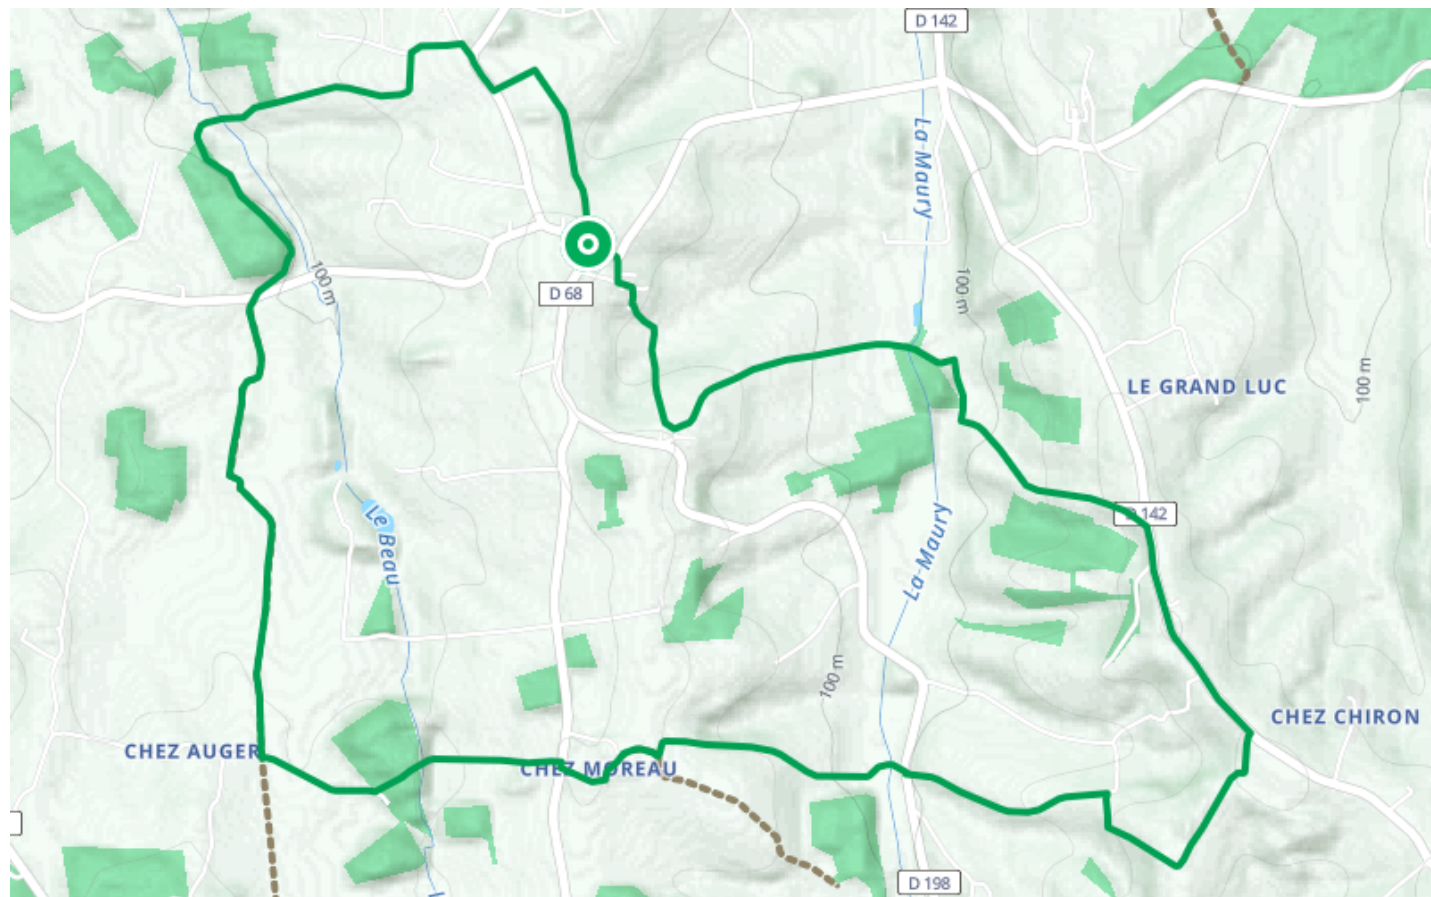 D 142
La Maury
100 m
100 m
D 68
100 m
LE GRAND LUC
D 142
Le Beau
La Maury
100 m
CHEZ CHIRON
CHEZ AUGER
CHEZ MOREAU
D 198